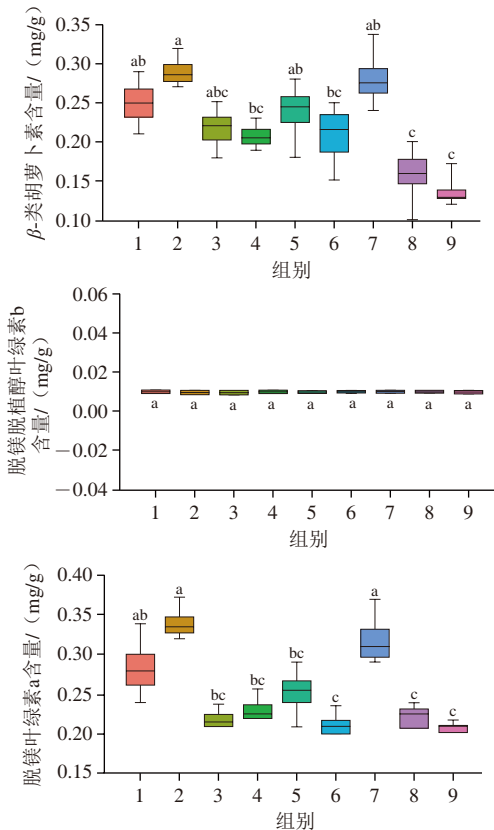 β-类胡萝卜素含量/（mg/g）
0.35
0.30
0.25
0.20
0.15
0.10
ab
a
abc
bc
ab
bc
ab
c
c
1 2 3 4 5 6 7 8 9
组别
脱镁脱植醇叶绿素b
含量/（mg/g）
0.06
0.04
0.02
0.00
−0.02
−0.04
a a a a a a a a a
1 2 3 4 5 6 7 8 9
组别
脱镁叶绿素a含量/（mg/g）
0.40
0.35
0.30
0.25
0.20
0.15
ab
a
bc
bc
bc
c
a
c
c
1 2 3 4 5 6 7 8 9
组别